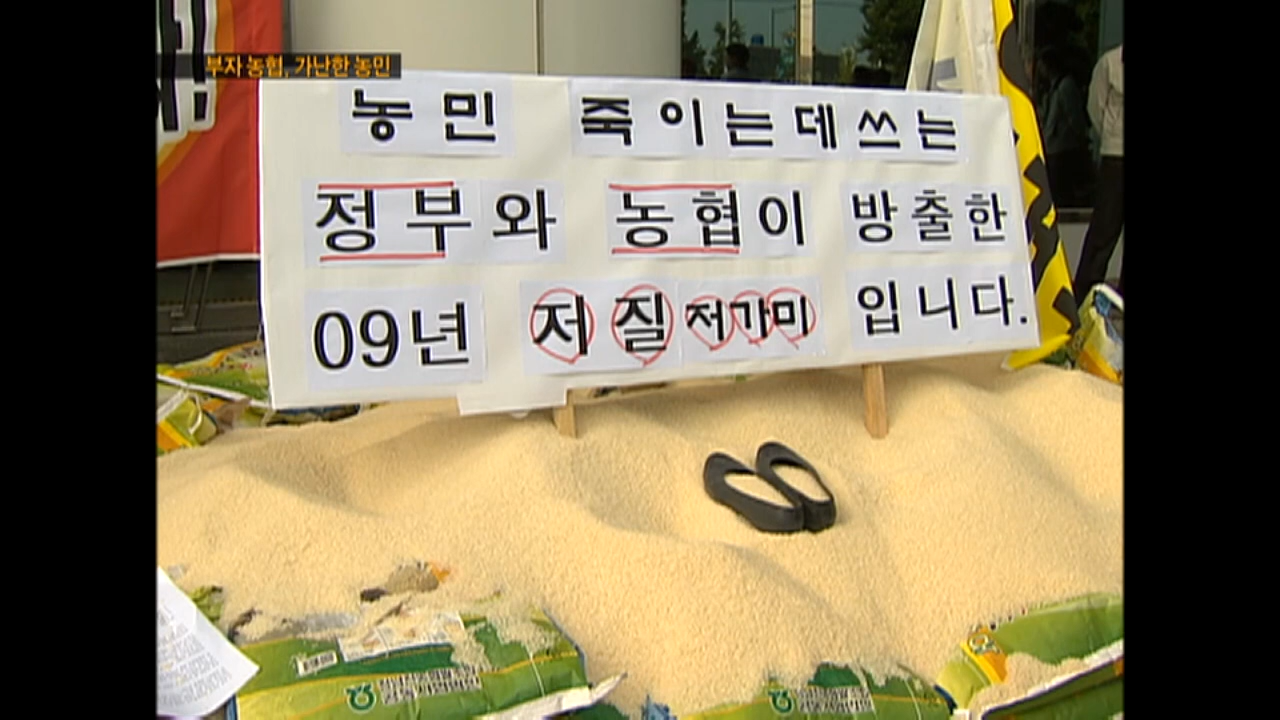 부자 농협, 가난한 농민
농민 죽이는데쓰는
정부와 농협이 방출한
09년 저질 저가미 입니다.